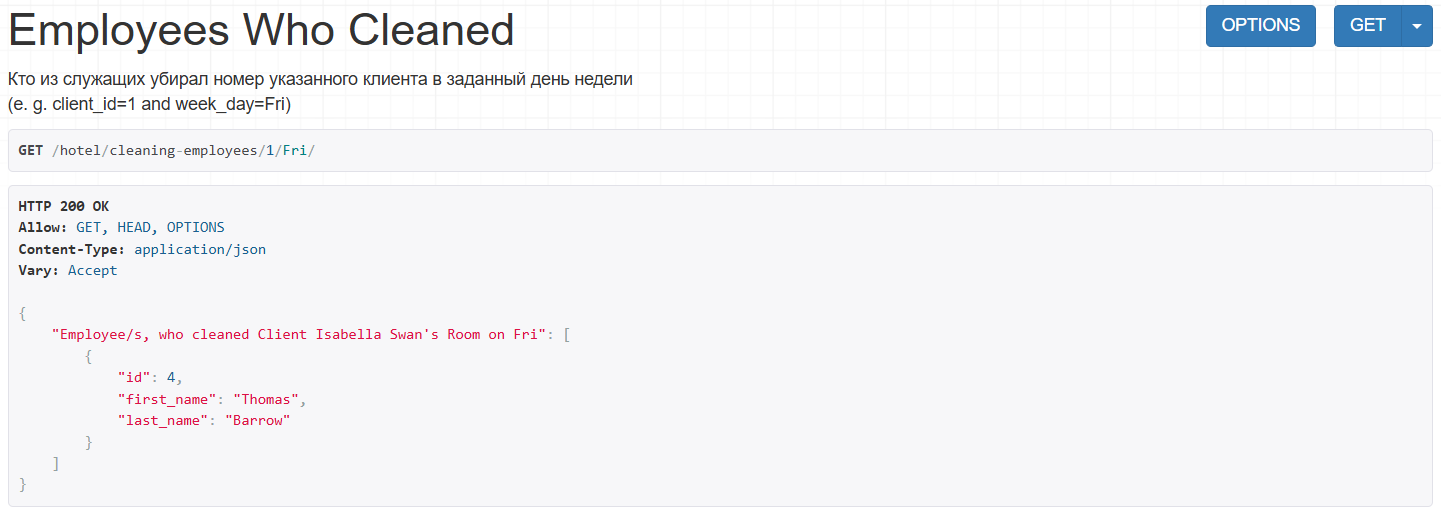 Employees Who Cleaned
OPTIONS
GET
Кто из служащих убирал номер указанного клиента в заданный день недели
(e. g. client_id=1 and week_day=Fri)
GET /hotel/cleaning-employees/1/Fri/
HTTP 200 OK
Allow: GET, HEAD, OPTIONS
Content-Type: application/json
Vary: Accept
{
    "Employee/s, who cleaned Client Isabella Swan's Room on Fri": [
        {
            "id": 4,
            "first_name": "Thomas",
            "last_name": "Barrow"
        }
    ]
}